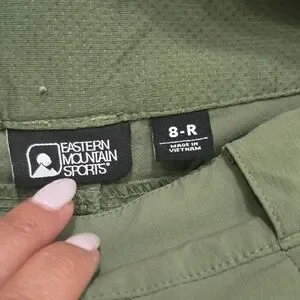 EASTERN
MOUNTAIN
SPORTS®
8-R
MADE IN
VIETNAM